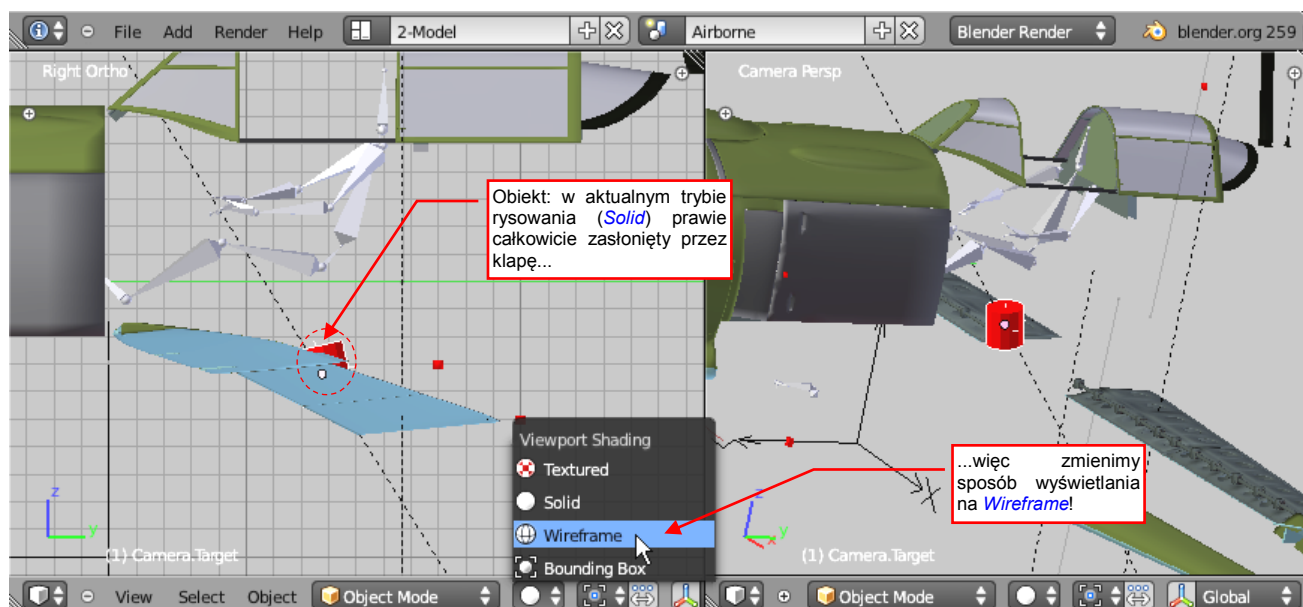 File Add Render Help 2-Model Airborne Blender Render blender.org 259
Right Ortho
Camera Persp
Obiekt: w aktualnym trybie
rysowania (Solid) prawie
całkowicie zasłonięty przez
klapę...
Viewport Shading
Textured
Solid
Wireframe
Bounding Box
...więc zmienimy
sposób wyświetlania
na Wireframe!
z
y
(1) Camera.Target
X
z
y
x
(1) Camera.Target
View Select Object Object Mode
Object Mode Global